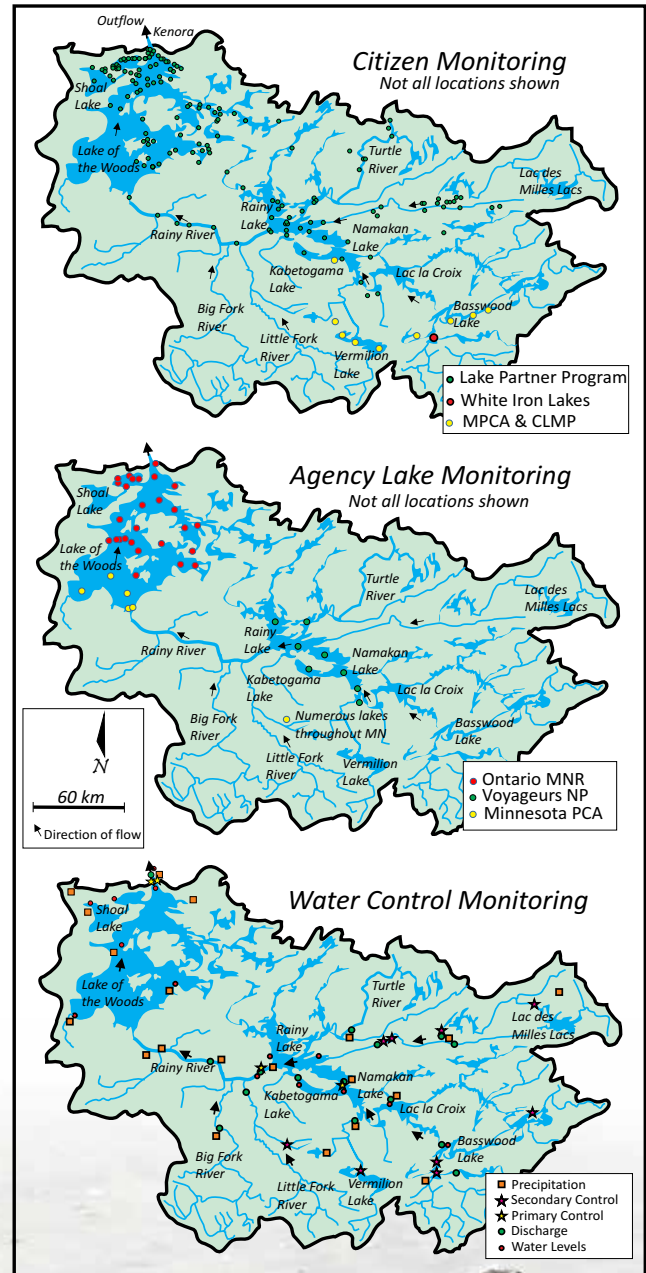 Outflow
Kenora
Citizen Monitoring
Not all locations shown
Shoal
Lake
Lake of
the Woods
Turtle
River
Lac des
Milles Lacs
Rainy
Lake
Rainy River
Namakan
Lake
Kabetogama
Lake
Lac la Croix
Big Fork
River
Basswood
Lake
Little Fork
River
Vermilion
Lake
Lake Partner Program
White Iron Lakes
MPCA & CLMP
Agency Lake Monitoring
Not all locations shown
Shoal
Lake
Lake of
the Woods
Turtle
River
Lac des
Milles Lacs
Rainy
Lake
Rainy River
Namakan
Lake
Kabetogama
Lake
Lac la Croix
Big Fork
River
Numerous lakes
throughout MN
Basswood
Lake
Little Fork
River
Vermilion
Lake
N
60 km
Direction of flow
Ontario MNR
Voyageurs NP
Minnesota PCA
Water Control Monitoring
Shoal
Lake
Lake of
the Woods
Turtle
River
Lac des
Milles Lacs
Rainy
Lake
Rainy River
Namakan
Lake
Kabetogama
Lake
Lac la Croix
Big Fork
River
Basswood
Lake
Little Fork
River
Vermilion
Lake
Precipitation
Secondary Control
Primary Control
Discharge
Water Levels